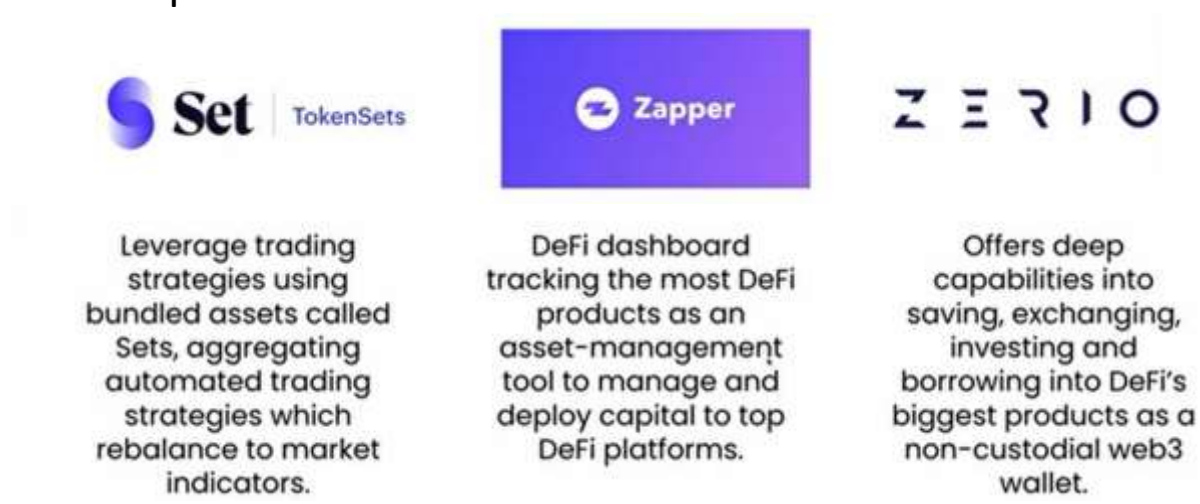 Set | TokenSets
Leverage trading
strategies using
bundled assets called
Sets, aggregating
automated trading
strategies which
rebalance to market
indicators.
Zapper
DeFi dashboard
tracking the most DeFi
products as an
asset-management
tool to manage and
deploy capital to top
DeFi platforms.
ZERIO
Offers deep
capabilities into
saving, exchanging,
investing and
borrowing into DeFi's
biggest products as a
non-custodial web3
wallet.